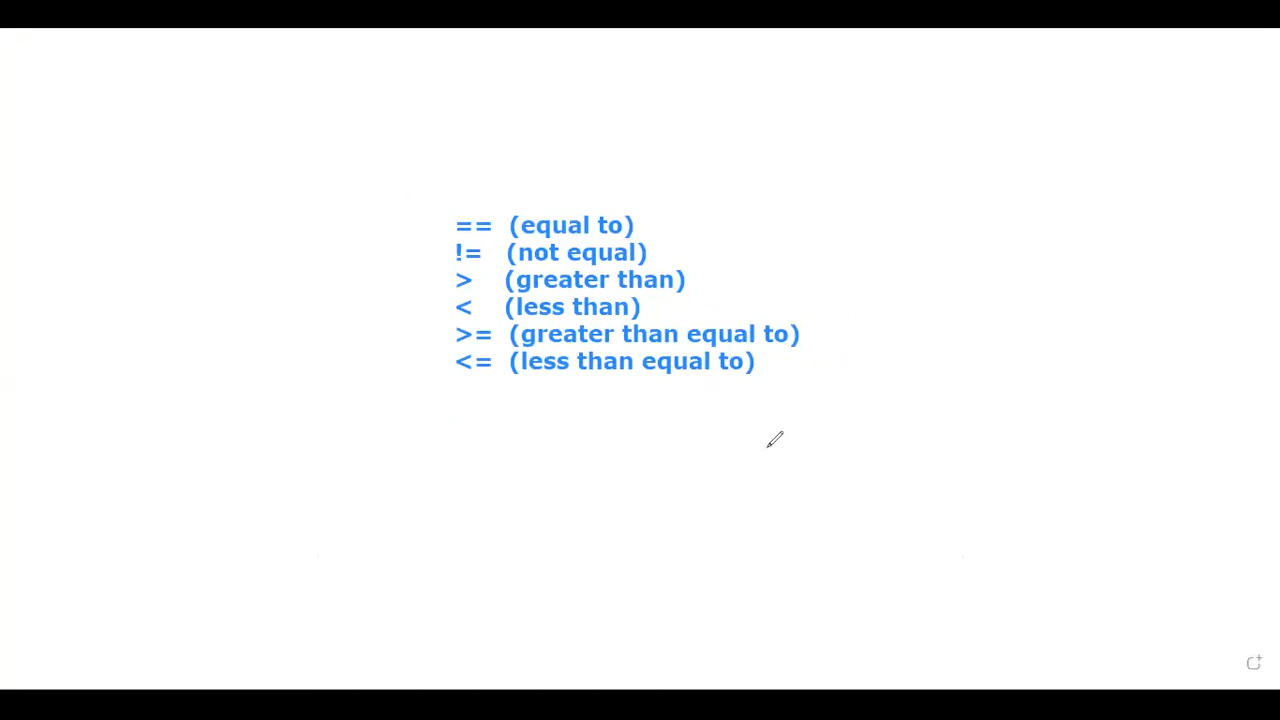 == (equal to)
!= (not equal)
> (greater than)
< (less than)
>= (greater than equal to)
<= (less than equal to)